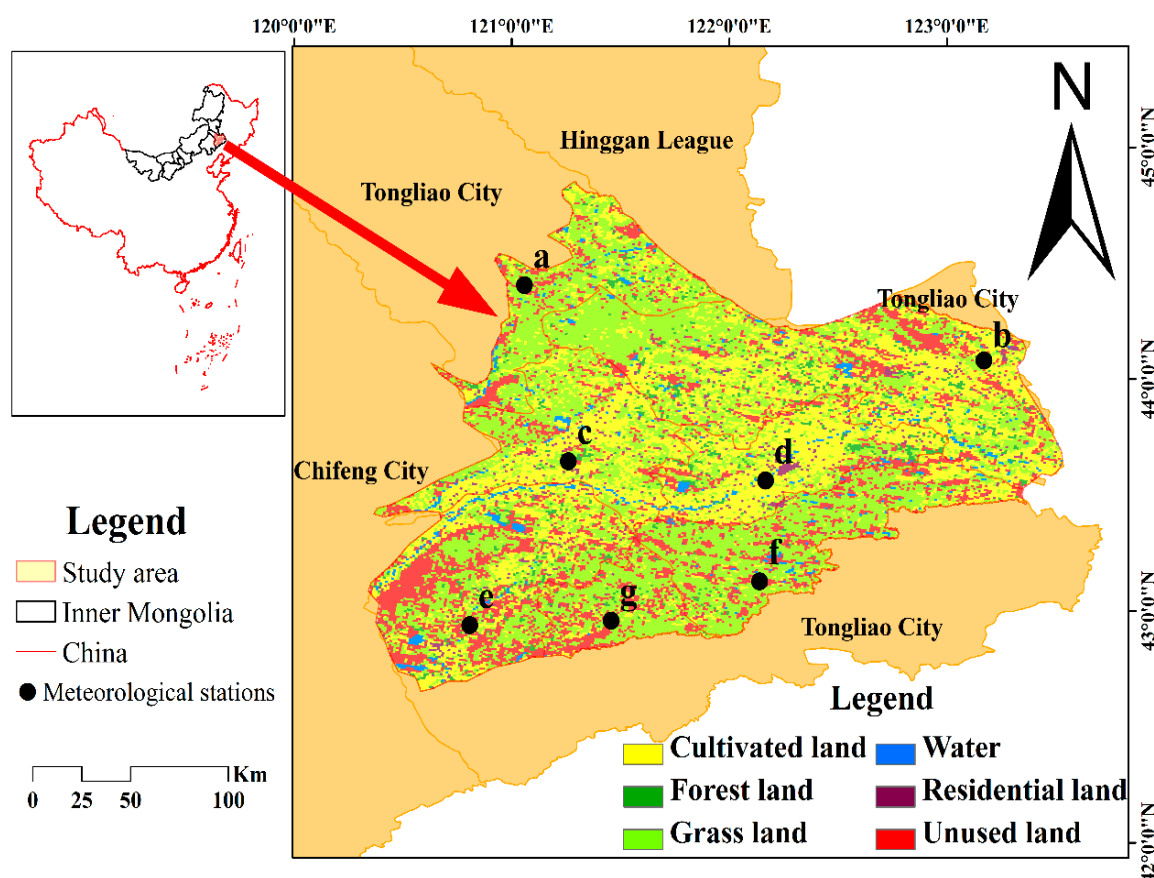 120°0'0"E 121°0'0"E 122°0'0"E 123°0'0"E
N
Hinggan League
45°0'0"N
Tongliao City
a
Tongliao City
b
44°0'0"N
c
d
Chifeng City
Legend
Study area
Inner Mongolia
China
Meteorological stations
f
e
g
43°0'0"N
Tongliao City
Legend
Cultivated land
Water
Forest land
Residential land
Grass land
Unused land
Km
0 25 50 100
42°0'0"N